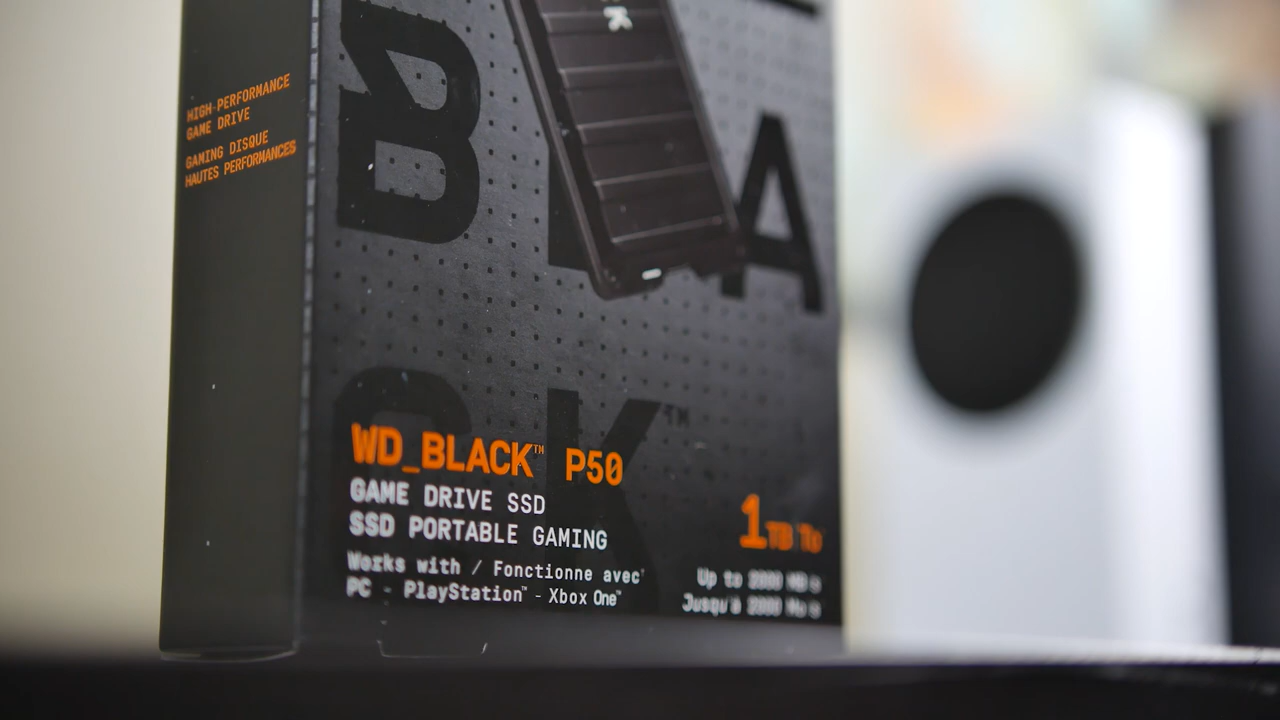 HIGH-PERFORMANCE
GAME DRIVE
GAMING DISQUE
HAUTES PERFORMANCES
B
L A
CK™
WD_BLACK™ P50
GAME DRIVE SSD
SSD PORTABLE GAMING
Works with / Fonctionne avec
PC - PlayStation™ - Xbox One™
1TB To
Up to 2000 MB/s
Jusqu'à 2000 Mo/s